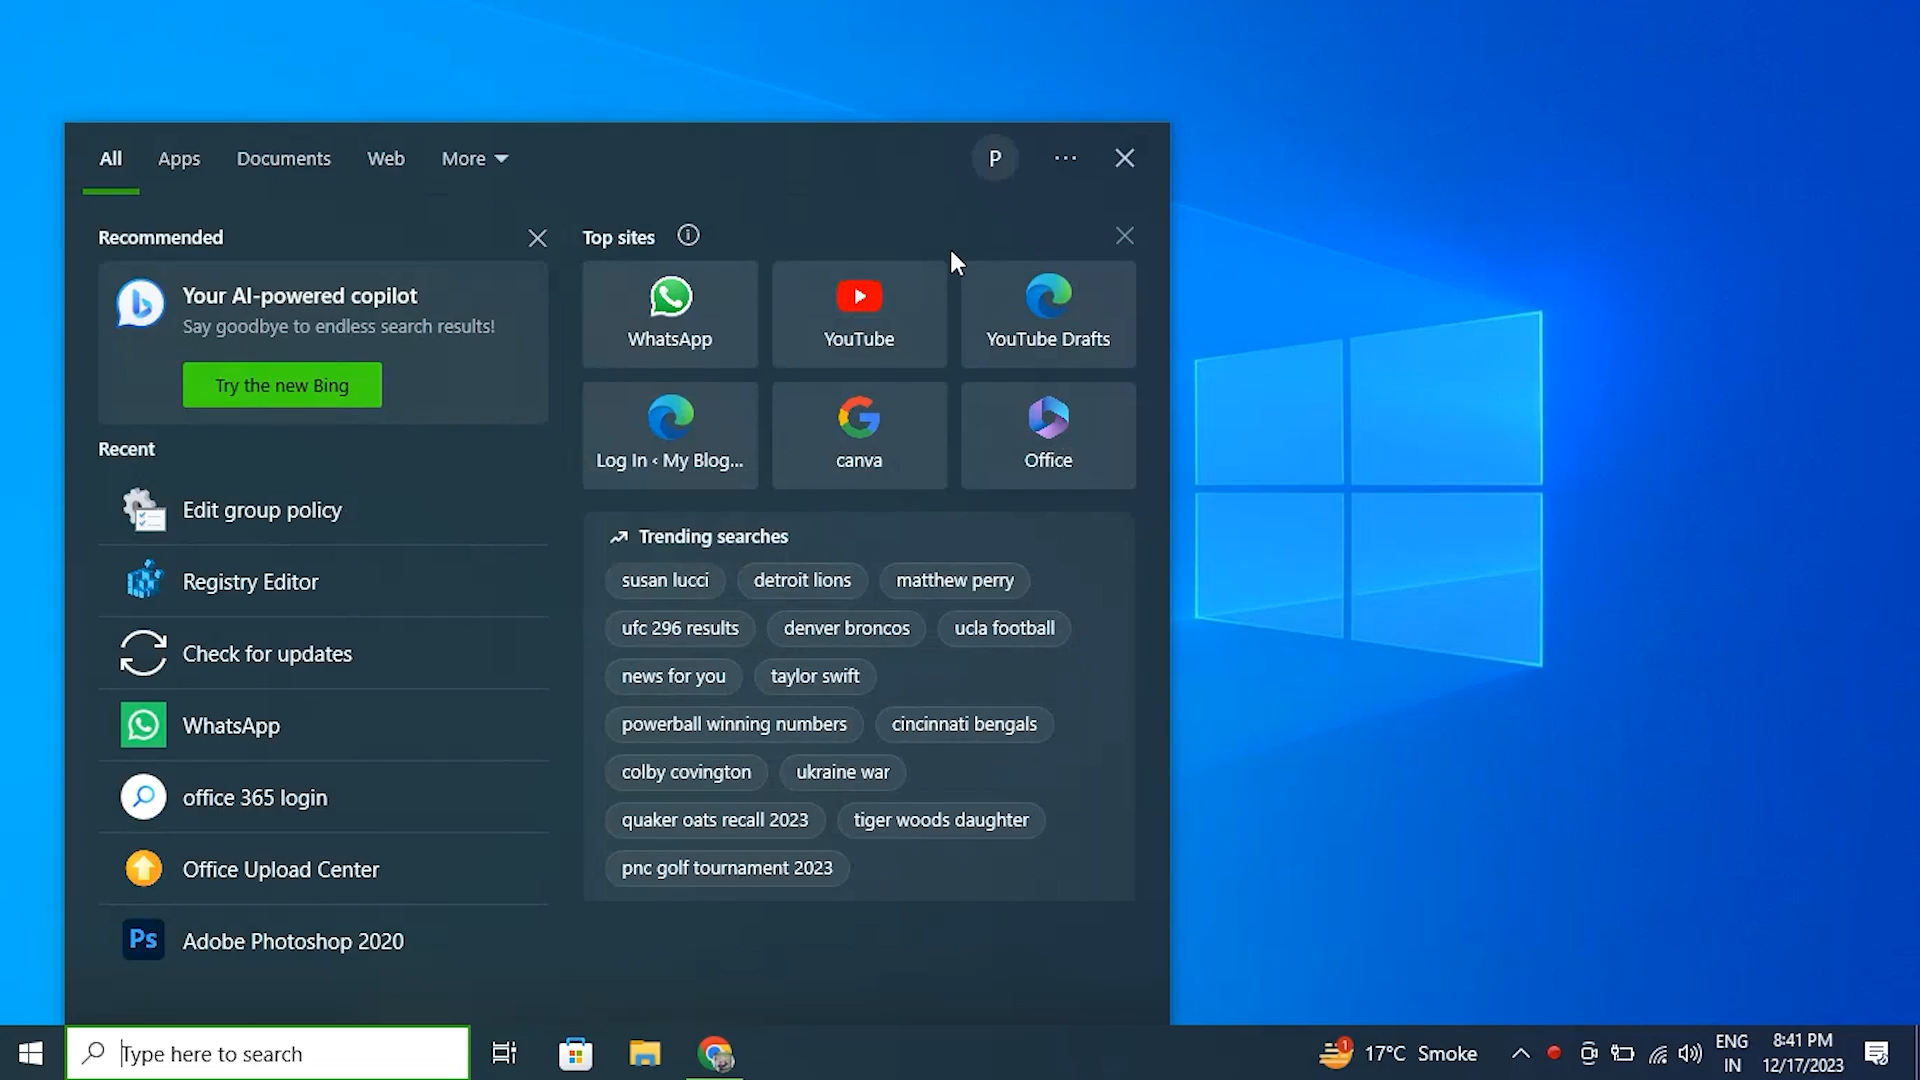 All Apps Documents Web More P
Recommended
Your AI-powered copilot
Say goodbye to endless search results!
Try the new Bing
Recent
Edit group policy
Registry Editor
Check for updates
WhatsApp
office 365 login
Office Upload Center
Ps Adobe Photoshop 2020
Top sites
WhatsApp YouTube YouTube Drafts
Log In ‹ My Blog... canva Office
Trending searches
susan lucci detroit lions matthew perry
ufc 296 results denver broncos ucla football
news for you taylor swift
powerball winning numbers cincinnati bengals
colby covington ukraine war
quaker oats recall 2023 tiger woods daughter
pnc golf tournament 2023
Type here to search
1 17°C Smoke
ENG
IN
8:41 PM
12/17/2023